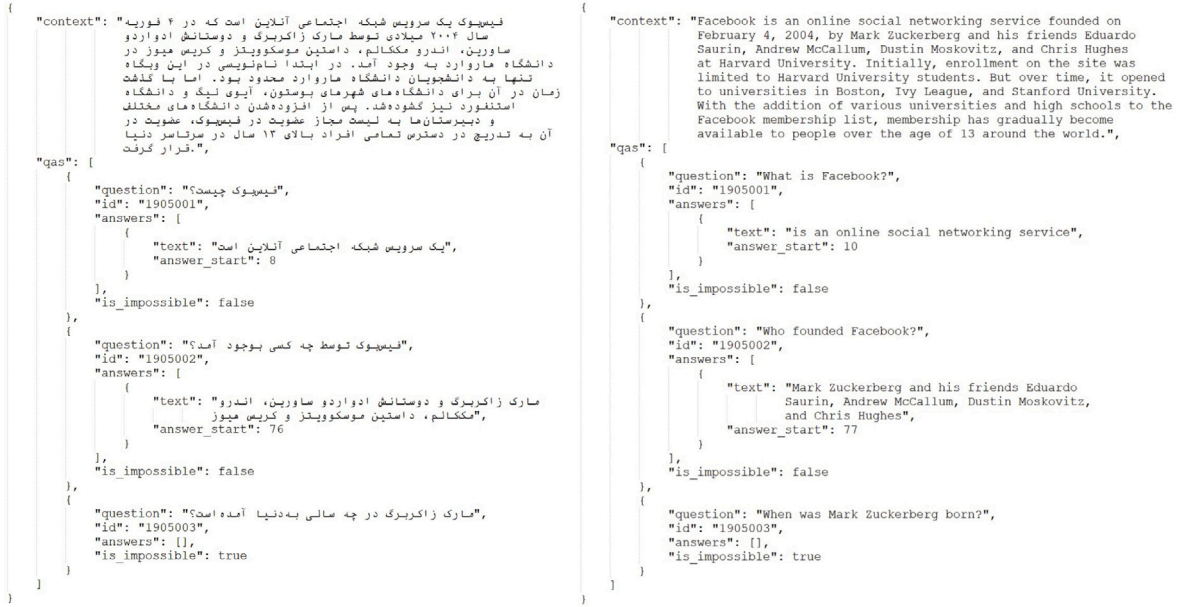 {
"context": "فیس‌بوک یک سرویس شبکه اجتماعی آنلاین است که در ۴ فوریه
سال ۲۰۰۴ میلادی توسط مارک زاکربرگ و دوستانش ادواردو
ساورین، اندرو مککالم، داستین موسکوویتز و کریس هیوز در
دانشگاه هاروارد به وجود آمد. در ابتدا نام‌نویسی در این وبگاه
تنها به دانشجویان دانشگاه هاروارد محدود بود. اما با گذشت
زمان در آن برای دانشگاه‌های شهرهای بوستون، آیوی لیگ و دانشگاه
استنفورد نیز گشوده‌شد. پس از افزوده‌شدن دانشگاه‌های مختلف
و دبیرستان‌ها به لیست مجاز عضویت در فیس‌بوک، عضویت در
آن به تدریج در دسترس تمامی افراد بالای ۱۳ سال در سرتاسر دنیا
قرار گرفت.",
"qas": [
{
"question": "فیس‌بوک چیست؟",
"id": "1905001",
"answers": [
{
"text": "یک سرویس شبکه اجتماعی آنلاین است",
"answer_start": 8
}
],
"is_impossible": false
},
{
"question": "فیس‌بوک توسط چه کسی بوجود آمد؟",
"id": "1905002",
"answers": [
{
"text": "مارک زاکربرگ و دوستانش ادواردو ساورین، اندرو
مککالم، داستین موسکوویتز و کریس هیوز",
"answer_start": 76
}
],
"is_impossible": false
},
{
"question": "مارک زاکربرگ در چه سالی به‌دنیا آمده‌است؟",
"id": "1905003",
"answers": [],
"is_impossible": true
}
]
}
{
"context": "Facebook is an online social networking service founded on
February 4, 2004, by Mark Zuckerberg and his friends Eduardo
Saurin, Andrew McCallum, Dustin Moskovitz, and Chris Hughes
at Harvard University. Initially, enrollment on the site was
limited to Harvard University students. But over time, it opened
to universities in Boston, Ivy League, and Stanford University.
With the addition of various universities and high schools to the
Facebook membership list, membership has gradually become
available to people over the age of 13 around the world.",
"qas": [
{
"question": "What is Facebook?",
"id": "1905001",
"answers": [
{
"text": "is an online social networking service",
"answer_start": 10
}
],
"is_impossible": false
},
{
"question": "Who founded Facebook?",
"id": "1905002",
"answers": [
{
"text": "Mark Zuckerberg and his friends Eduardo
Saurin, Andrew McCallum, Dustin Moskovitz,
and Chris Hughes",
"answer_start": 77
}
],
"is_impossible": false
},
{
"question": "When was Mark Zuckerberg born?",
"id": "1905003",
"answers": [],
"is_impossible": true
}
]
}